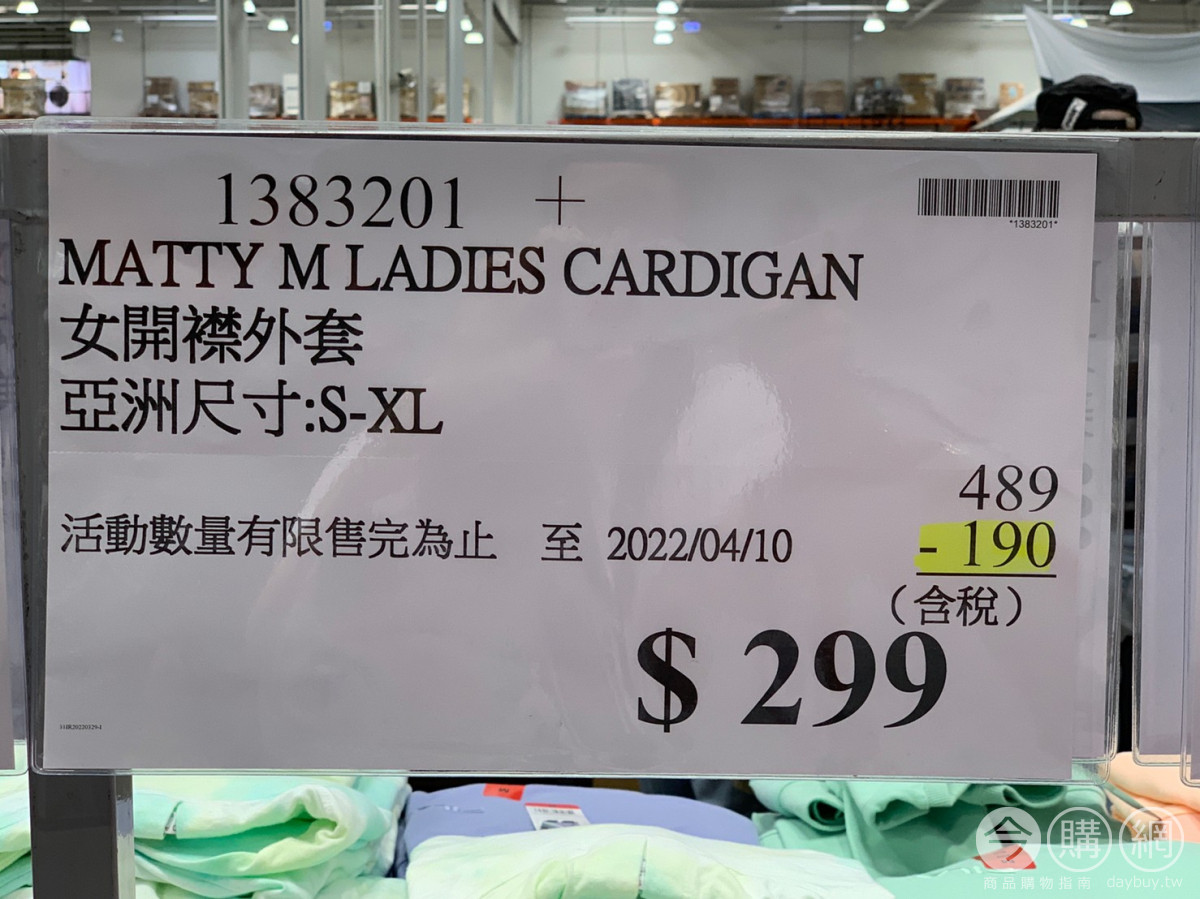 1383201 +
*1383201*
MATTY M LADIES CARDIGAN
女開襟外套
亞洲尺寸:S-XL
489
活動數量有限售完為止 至 2022/04/10
- 190
(含稅)
$ 299
今購網
商品購物指南 daybuy.tw